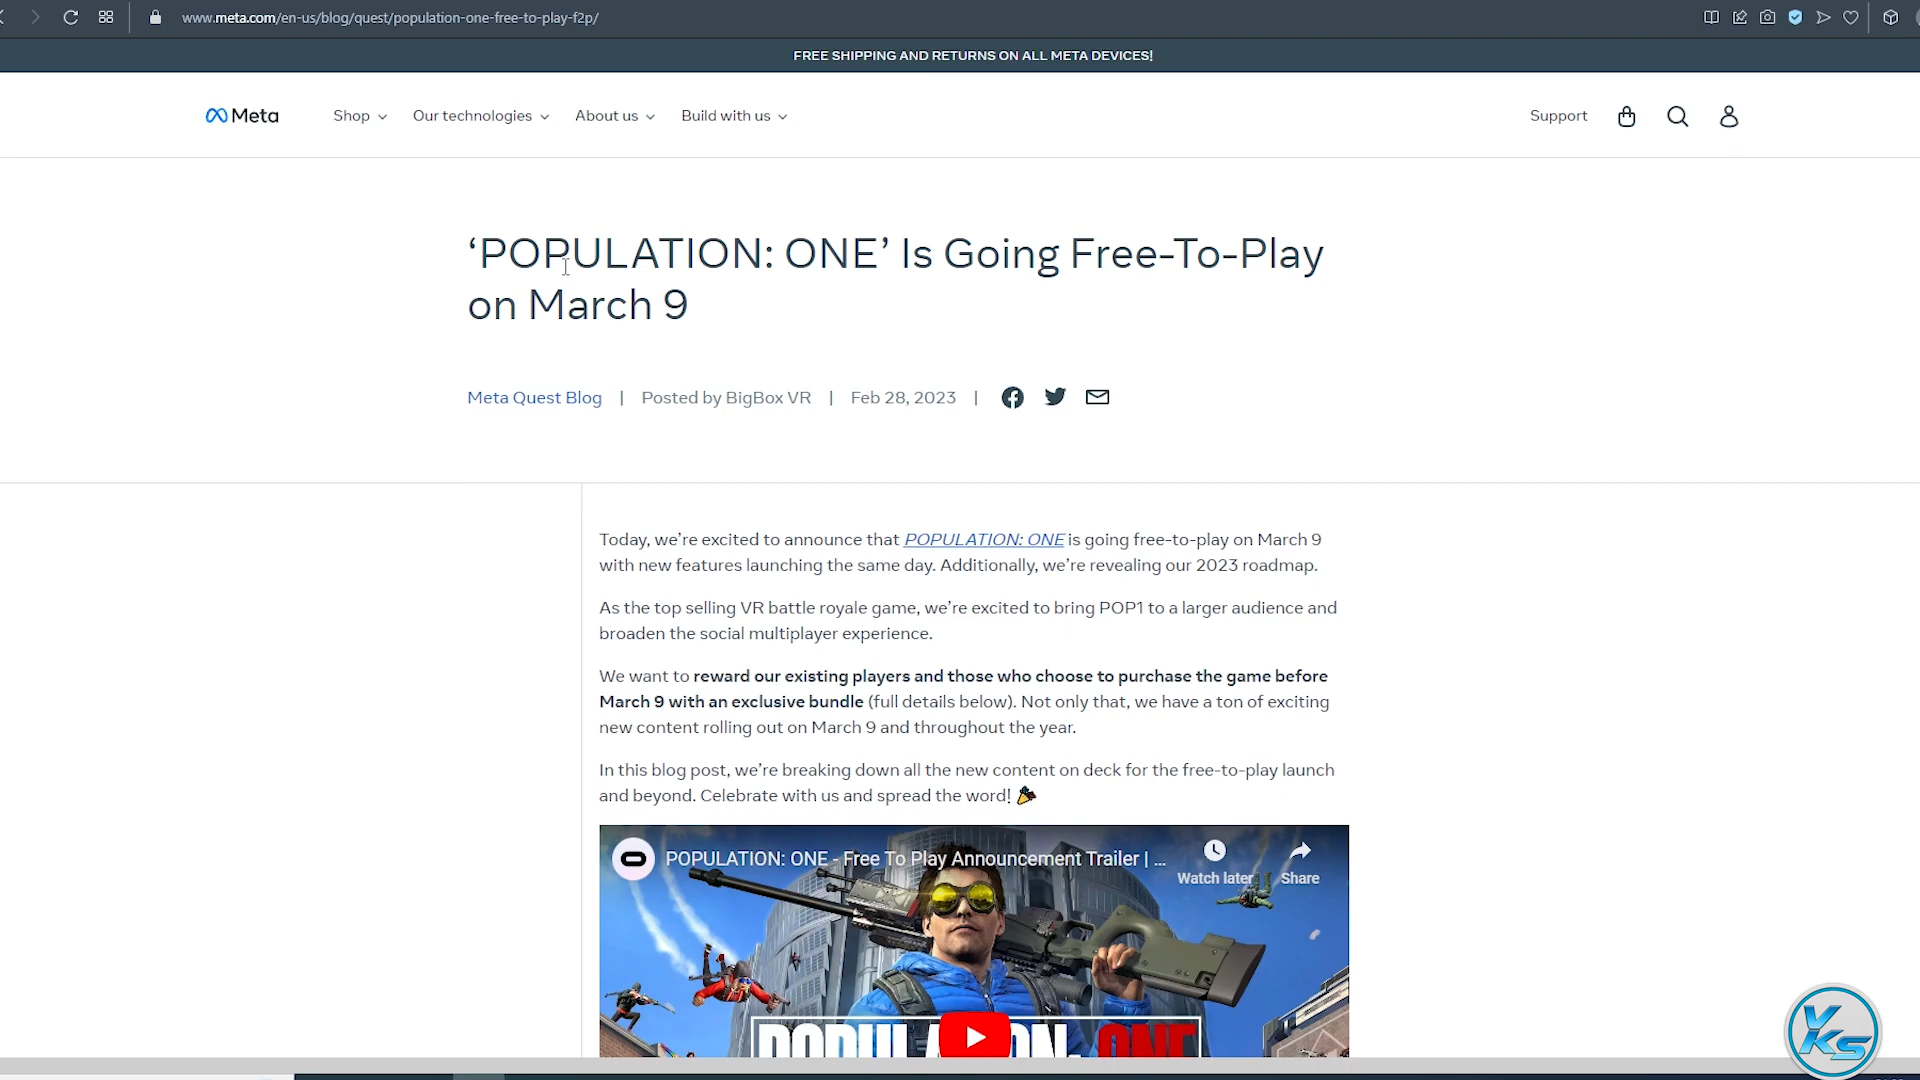 www.meta.com/en-us/blog/quest/population-one-free-to-play-f2p/
FREE SHIPPING AND RETURNS ON ALL META DEVICES!
Meta
Shop
Our technologies
About us
Build with us
Support
‘POPULATION: ONE’ Is Going Free-To-Play
on March 9
Meta Quest Blog | Posted by BigBox VR | Feb 28, 2023 |
Today, we’re excited to announce that POPULATION: ONE is going free-to-play on March 9
with new features launching the same day. Additionally, we’re revealing our 2023 roadmap.
As the top selling VR battle royale game, we’re excited to bring POP1 to a larger audience and
broaden the social multiplayer experience.
We want to reward our existing players and those who choose to purchase the game before
March 9 with an exclusive bundle (full details below). Not only that, we have a ton of exciting
new content rolling out on March 9 and throughout the year.
In this blog post, we’re breaking down all the new content on deck for the free-to-play launch
and beyond. Celebrate with us and spread the word!
POPULATION: ONE - Free To Play Announcement Trailer | ...
Watch later
Share
ONE
VKS